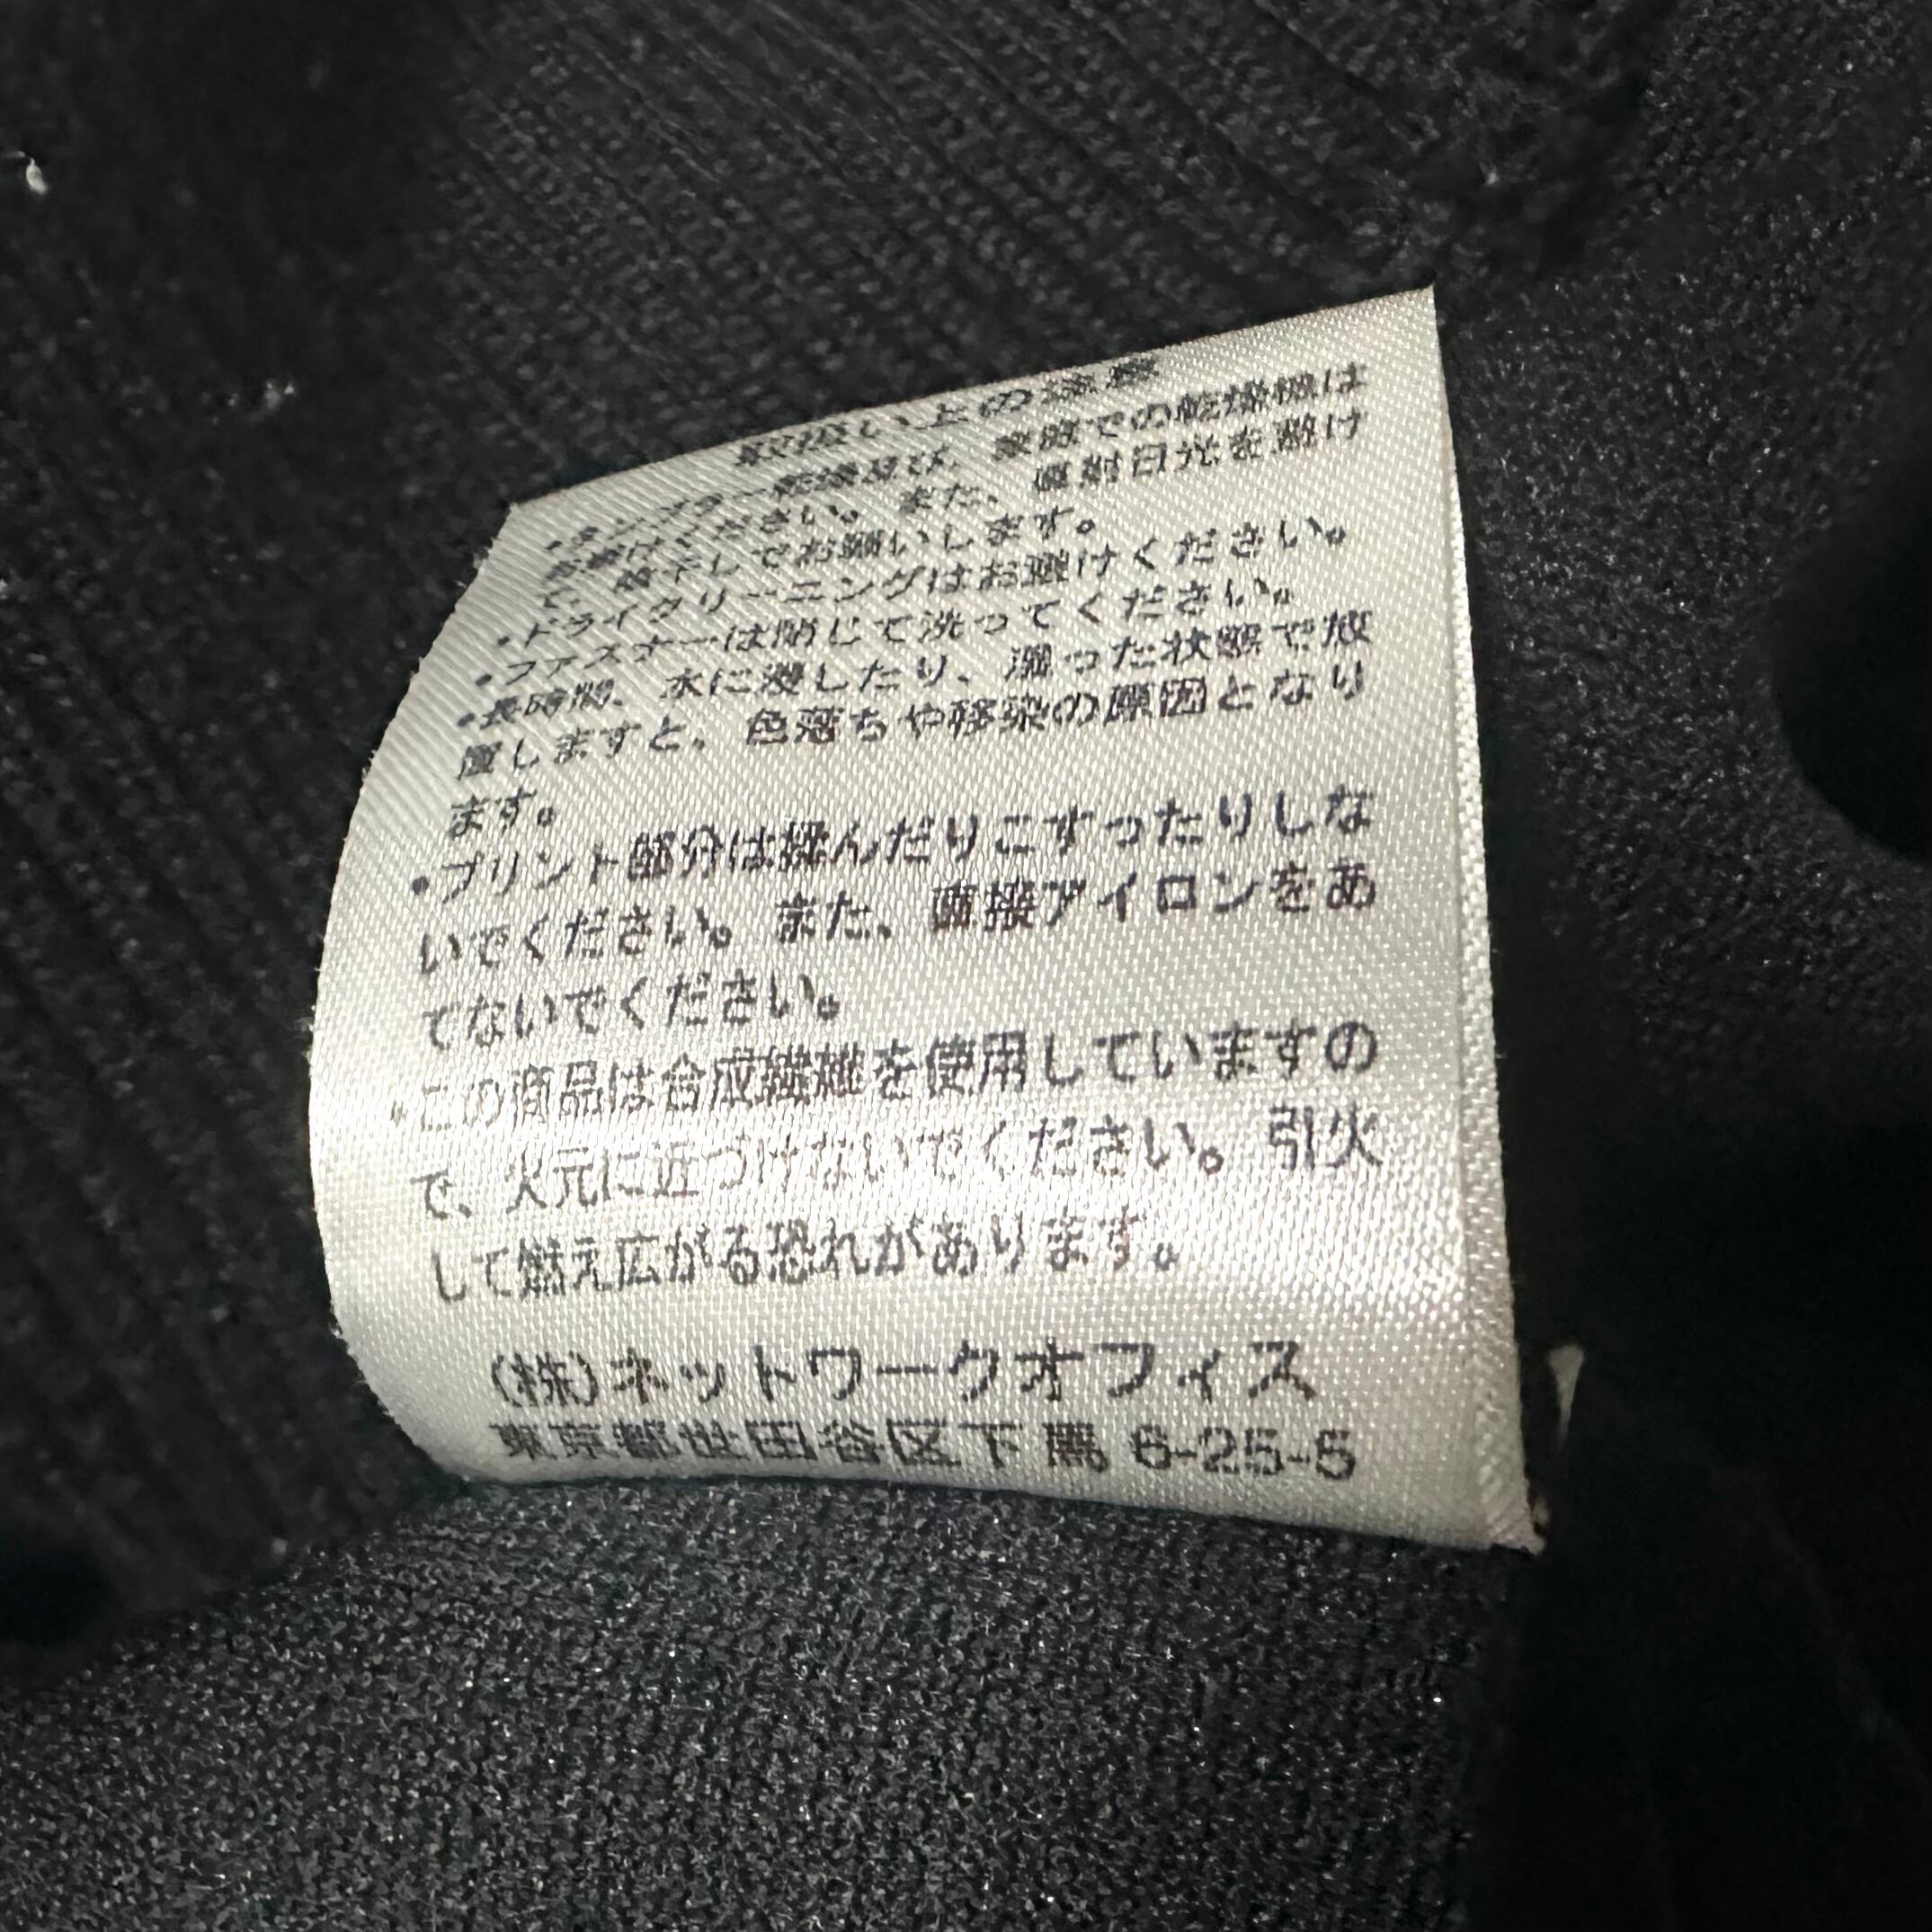 取扱い上の注意
・タンブラー乾燥及び、家庭での乾燥機は
お避けください。また、直射日光を避け
て、陰干しでお願いします。
・ドライクリーニングはお避けください。
・ファスナーは閉じて洗ってください。
・長時間、水に浸したり、湿った状態で放
置しますと、色落ちや移染の原因となり
ます。
・プリント部分は揉んだりこすったりしな
いでください。また、直接アイロンをあ
てないでください。
・この商品は合成繊維を使用していますの
で、火元に近づけないでください。引火
して燃え広がる恐れがあります。
(株)ネットワークオフィス
東京都世田谷区下馬 6-25-5